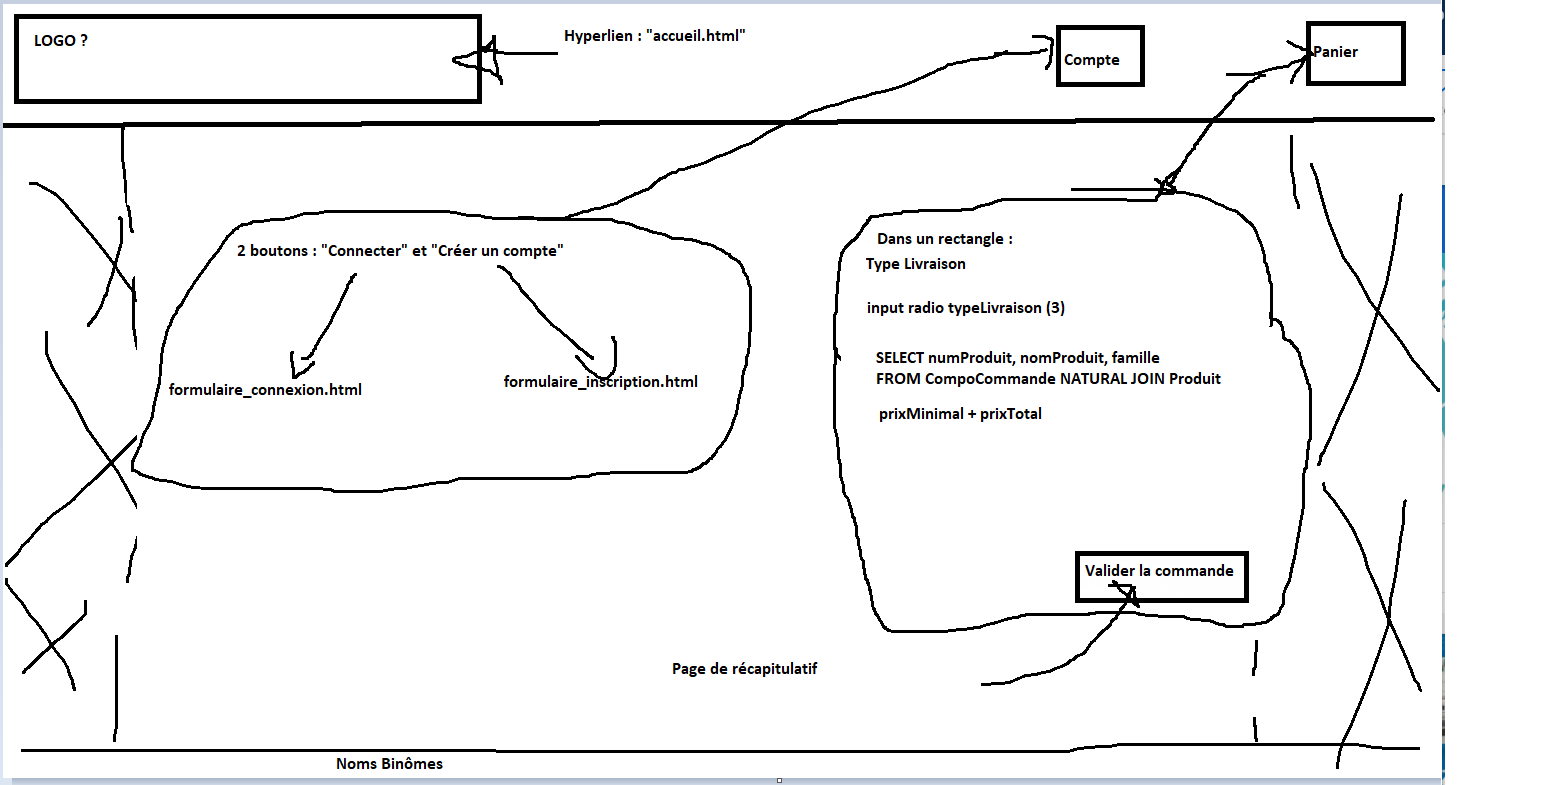 LOGO ?
Hyperlien : "accueil.html"
Compte
Panier
2 boutons : "Connecter" et "Créer un compte"
formulaire_connexion.html
formulaire_inscription.html
Dans un rectangle :
Type Livraison
input radio typeLivraison (3)
SELECT numProduit, nomProduit, famille
FROM CompoCommande NATURAL JOIN Produit
prixMinimal + prixTotal
Valider la commande
Page de récapitulatif
Noms Binômes